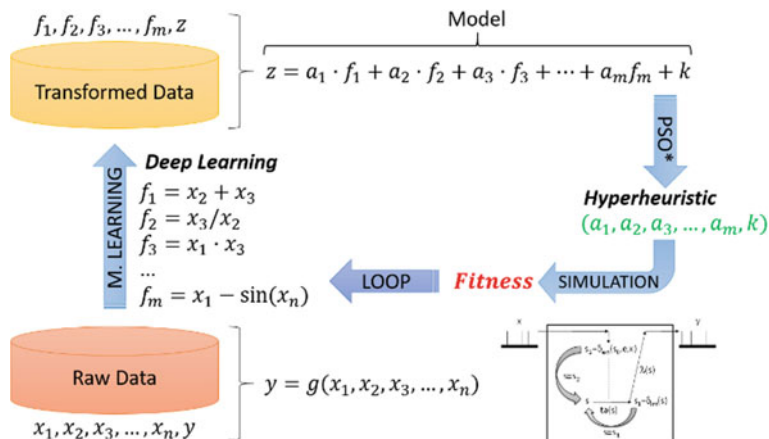 f₁, f₂, f₃, …, fₘ, z
Model
z = a₁ · f₁ + a₂ · f₂ + a₃ · f₃ + ⋯ + aₘfₘ + k
Transformed Data
PSO*
Deep Learning
M. LEARNING
f₁ = x₂ + x₃
f₂ = x₃/x₂
f₃ = x₁ · x₃
...
fₘ = x₁ − sin(xₙ)
Hyperheuristic
(a₁, a₂, a₃, …, aₘ, k)
LOOP
Fitness
SIMULATION
Raw Data
y = g(x₁, x₂, x₃, …, xₙ)
x₁, x₂, x₃, …, xₙ, y
x
y
λ(s)
s
ta(s)